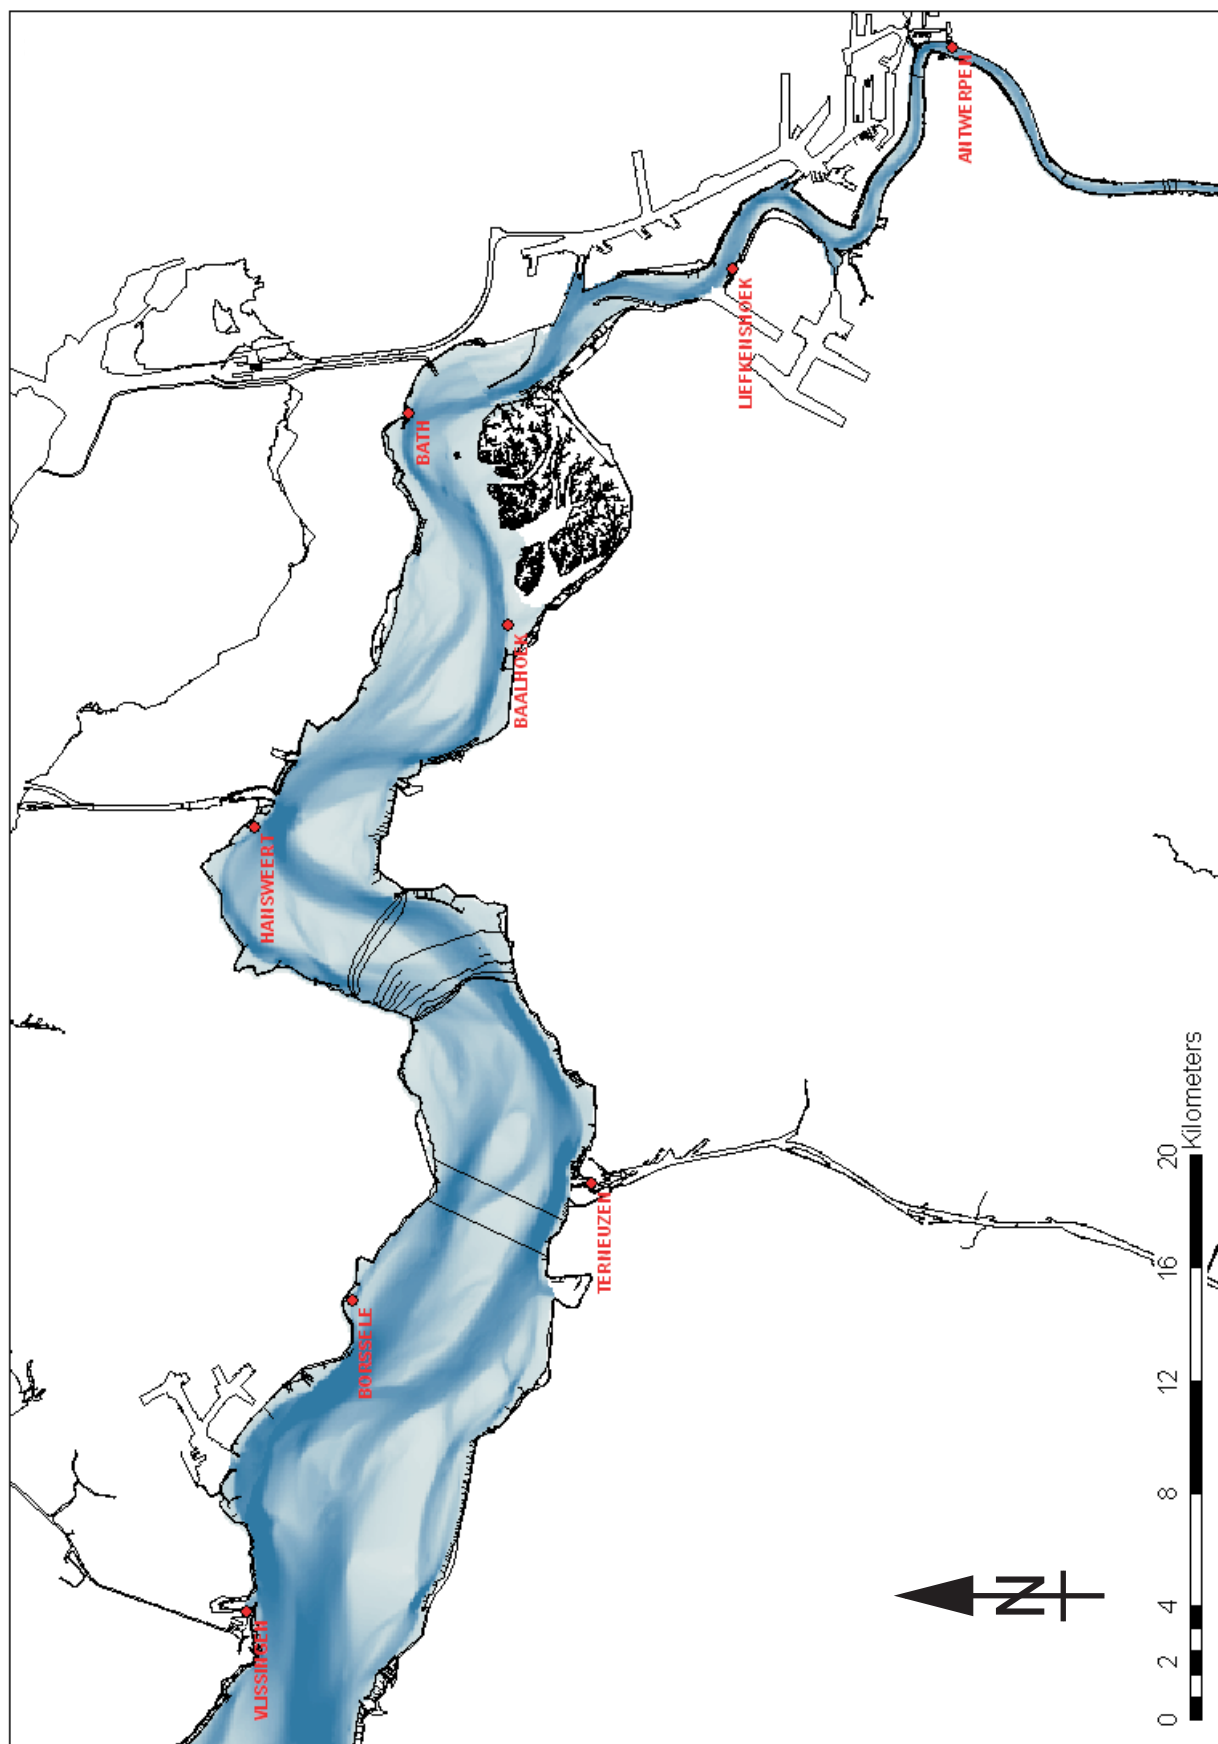 VLISSINGEN
BORSSELE
TERNEUZEN
HANSWEERT
BAALHOEK
BATH
LIEFKENSHOEK
ANTWERPEN
N
0 2 4 8 12 16 20
Kilometers